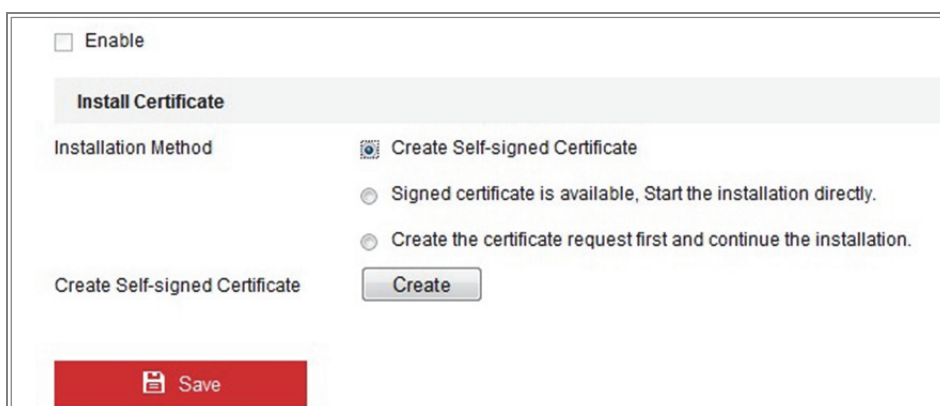 Enable
Install Certificate
Installation Method
Create Self-signed Certificate
Signed certificate is available, Start the installation directly.
Create the certificate request first and continue the installation.
Create Self-signed Certificate
Create
Save